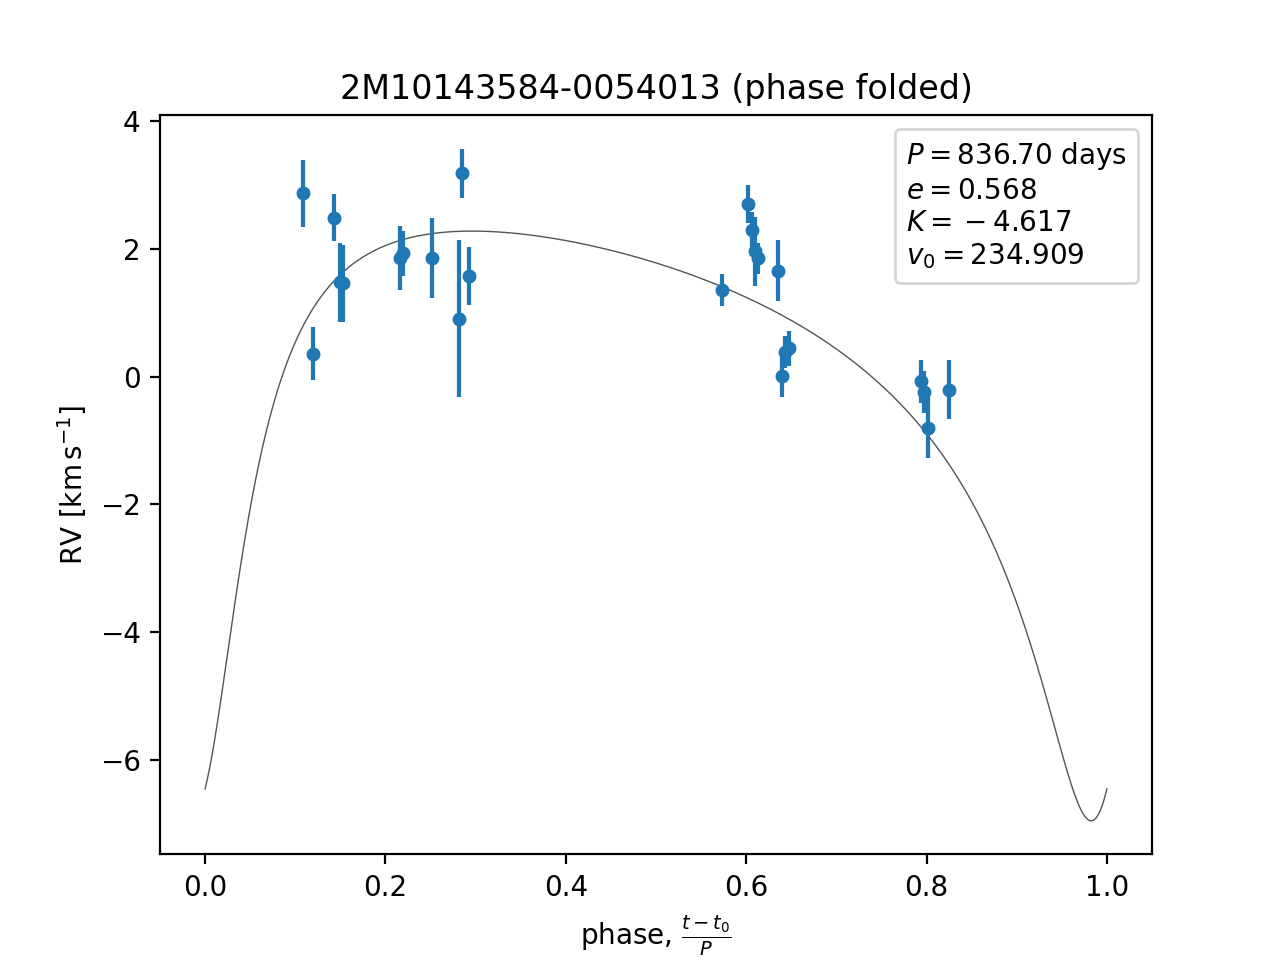 2M10143584-0054013 (phase folded)
P = 836.70 days
e = 0.568
K = −4.617
v₀ = 234.909
RV [km s⁻¹]
4
2
0
−2
−4
−6
0.0 0.2 0.4 0.6 0.8 1.0
phase, (t − t₀)/P